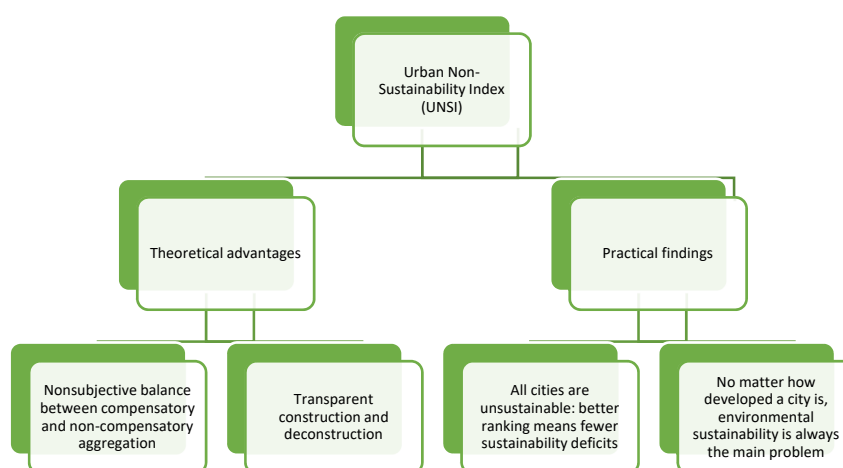 Urban Non-
Sustainability Index
(UNSI)
Theoretical advantages
Practical findings
Nonsubjective balance
between compensatory
and non-compensatory
aggregation
Transparent
construction and
deconstruction
All cities are
unsustainable: better
ranking means fewer
sustainability deficits
No matter how
developed a city is,
environmental
sustainability is always
the main problem